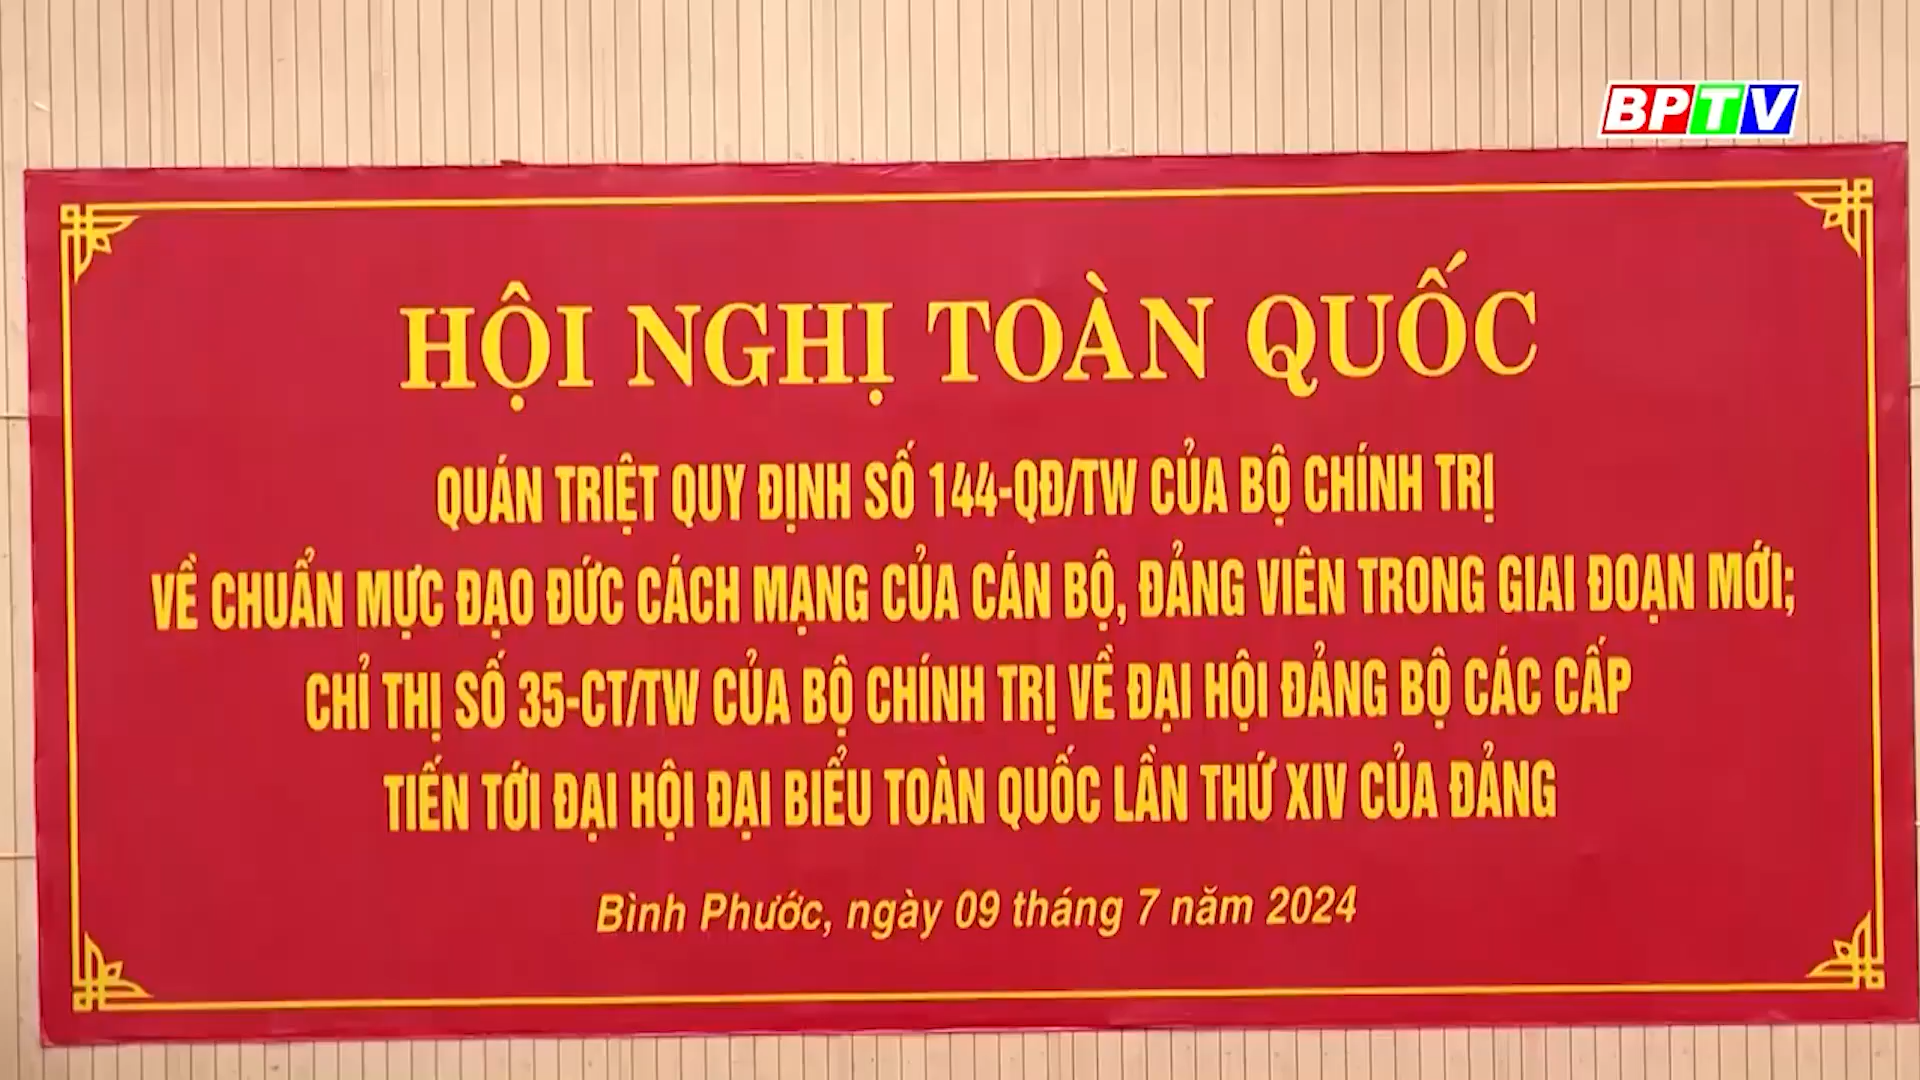 BPTV
HỘI NGHỊ TOÀN QUỐC
QUÁN TRIỆT QUY ĐỊNH SỐ 144-QĐ/TW CỦA BỘ CHÍNH TRỊ
VỀ CHUẨN MỰC ĐẠO ĐỨC CÁCH MẠNG CỦA CÁN BỘ, ĐẢNG VIÊN TRONG GIAI ĐOẠN MỚI;
CHỈ THỊ SỐ 35-CT/TW CỦA BỘ CHÍNH TRỊ VỀ ĐẠI HỘI ĐẢNG BỘ CÁC CẤP
TIẾN TỚI ĐẠI HỘI ĐẠI BIỂU TOÀN QUỐC LẦN THỨ XIV CỦA ĐẢNG
Bình Phước, ngày 09 tháng 7 năm 2024